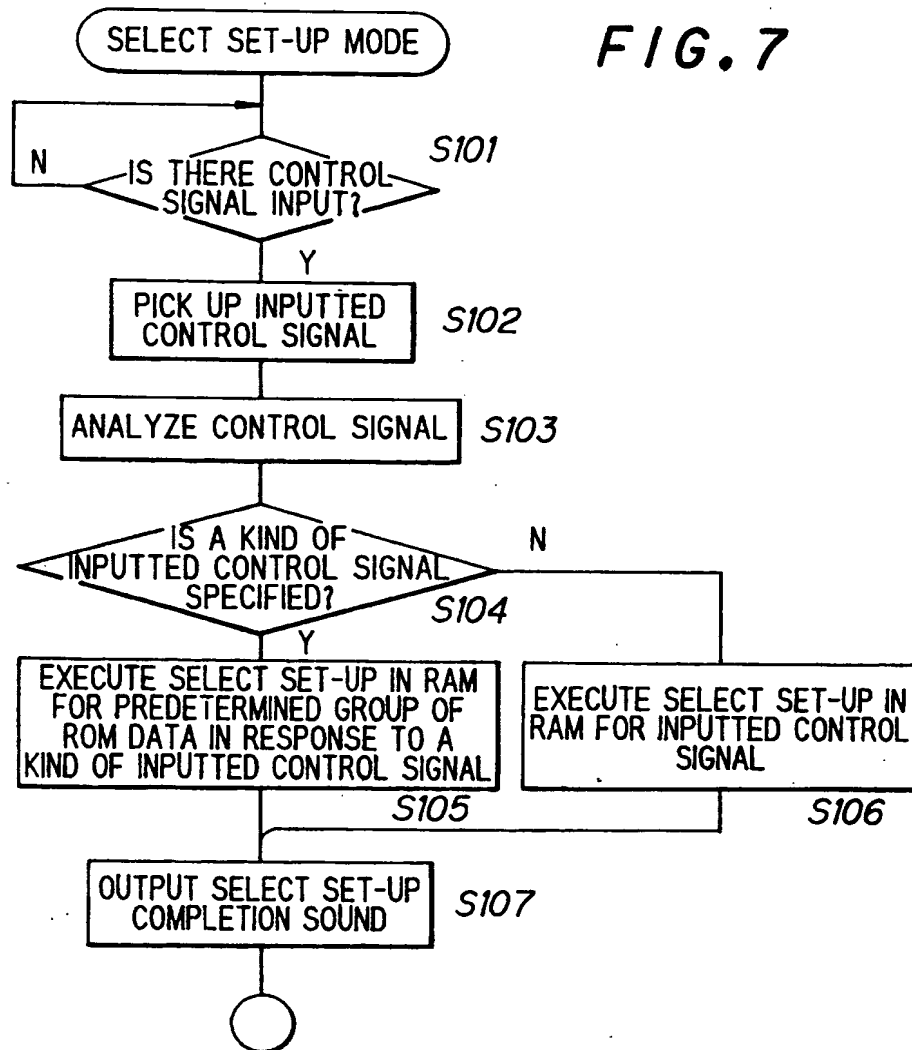 SELECT SET-UP MODE
FIG. 7
S101
N
IS THERE CONTROL
SIGNAL INPUT?
Y
PICK UP INPUTTED
CONTROL SIGNAL
S102
ANALYZE CONTROL SIGNAL
S103
IS A KIND OF
INPUTTED CONTROL SIGNAL
SPECIFIED?
N
S104
Y
EXECUTE SELECT SET-UP IN RAM
FOR PREDETERMINED GROUP OF
ROM DATA IN RESPONSE TO A
KIND OF INPUTTED CONTROL SIGNAL
S105
EXECUTE SELECT SET-UP IN
RAM FOR INPUTTED CONTROL
SIGNAL
S106
OUTPUT SELECT SET-UP
COMPLETION SOUND
S107